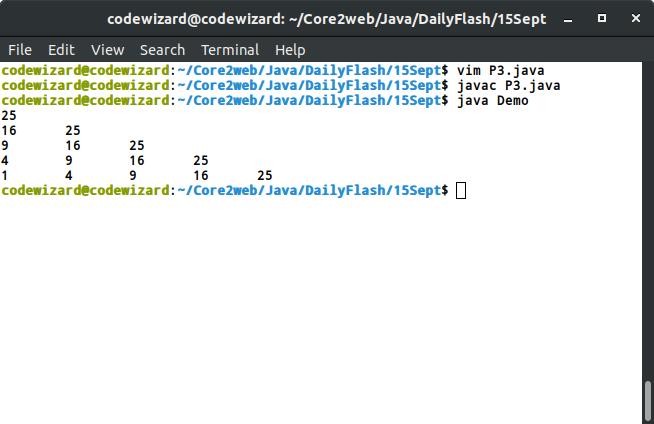 codewizard@codewizard: ~/Core2web/Java/DailyFlash/15Sept
File Edit View Search Terminal Help
codewizard@codewizard:~/Core2web/Java/DailyFlash/15Sept$ vim P3.java
codewizard@codewizard:~/Core2web/Java/DailyFlash/15Sept$ javac P3.java
codewizard@codewizard:~/Core2web/Java/DailyFlash/15Sept$ java Demo
25
16 25
9 16 25
4 9 16 25
1 4 9 16 25
codewizard@codewizard:~/Core2web/Java/DailyFlash/15Sept$